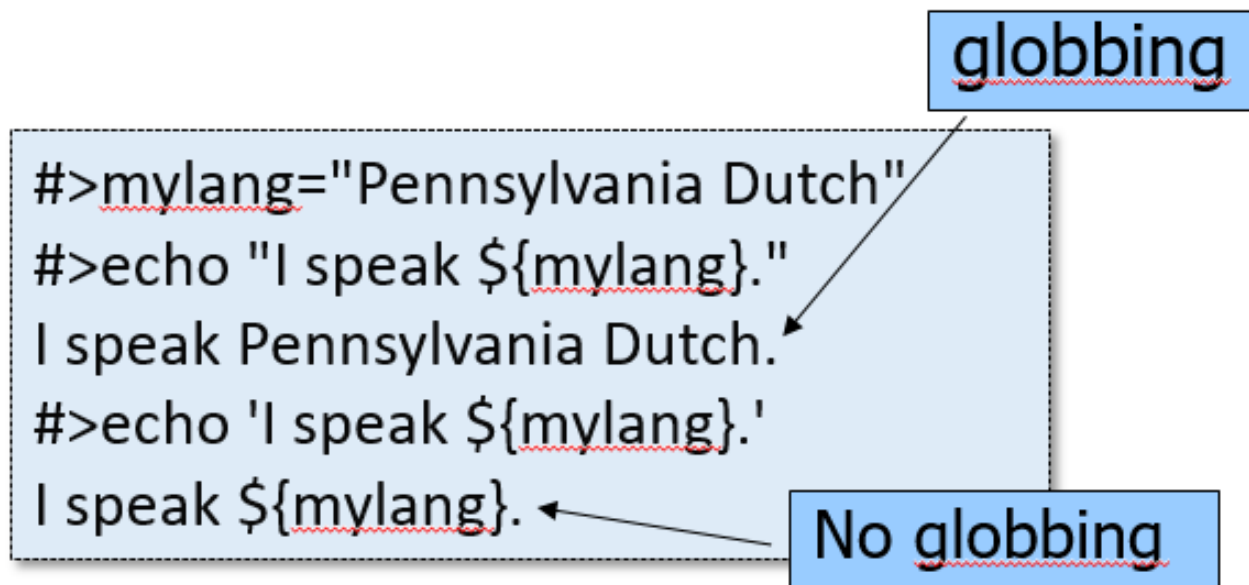 globbing
#>mylang="Pennsylvania Dutch"
#>echo "I speak ${mylang}."
I speak Pennsylvania Dutch.
#>echo 'I speak ${mylang}.'
I speak ${mylang}.
No globbing